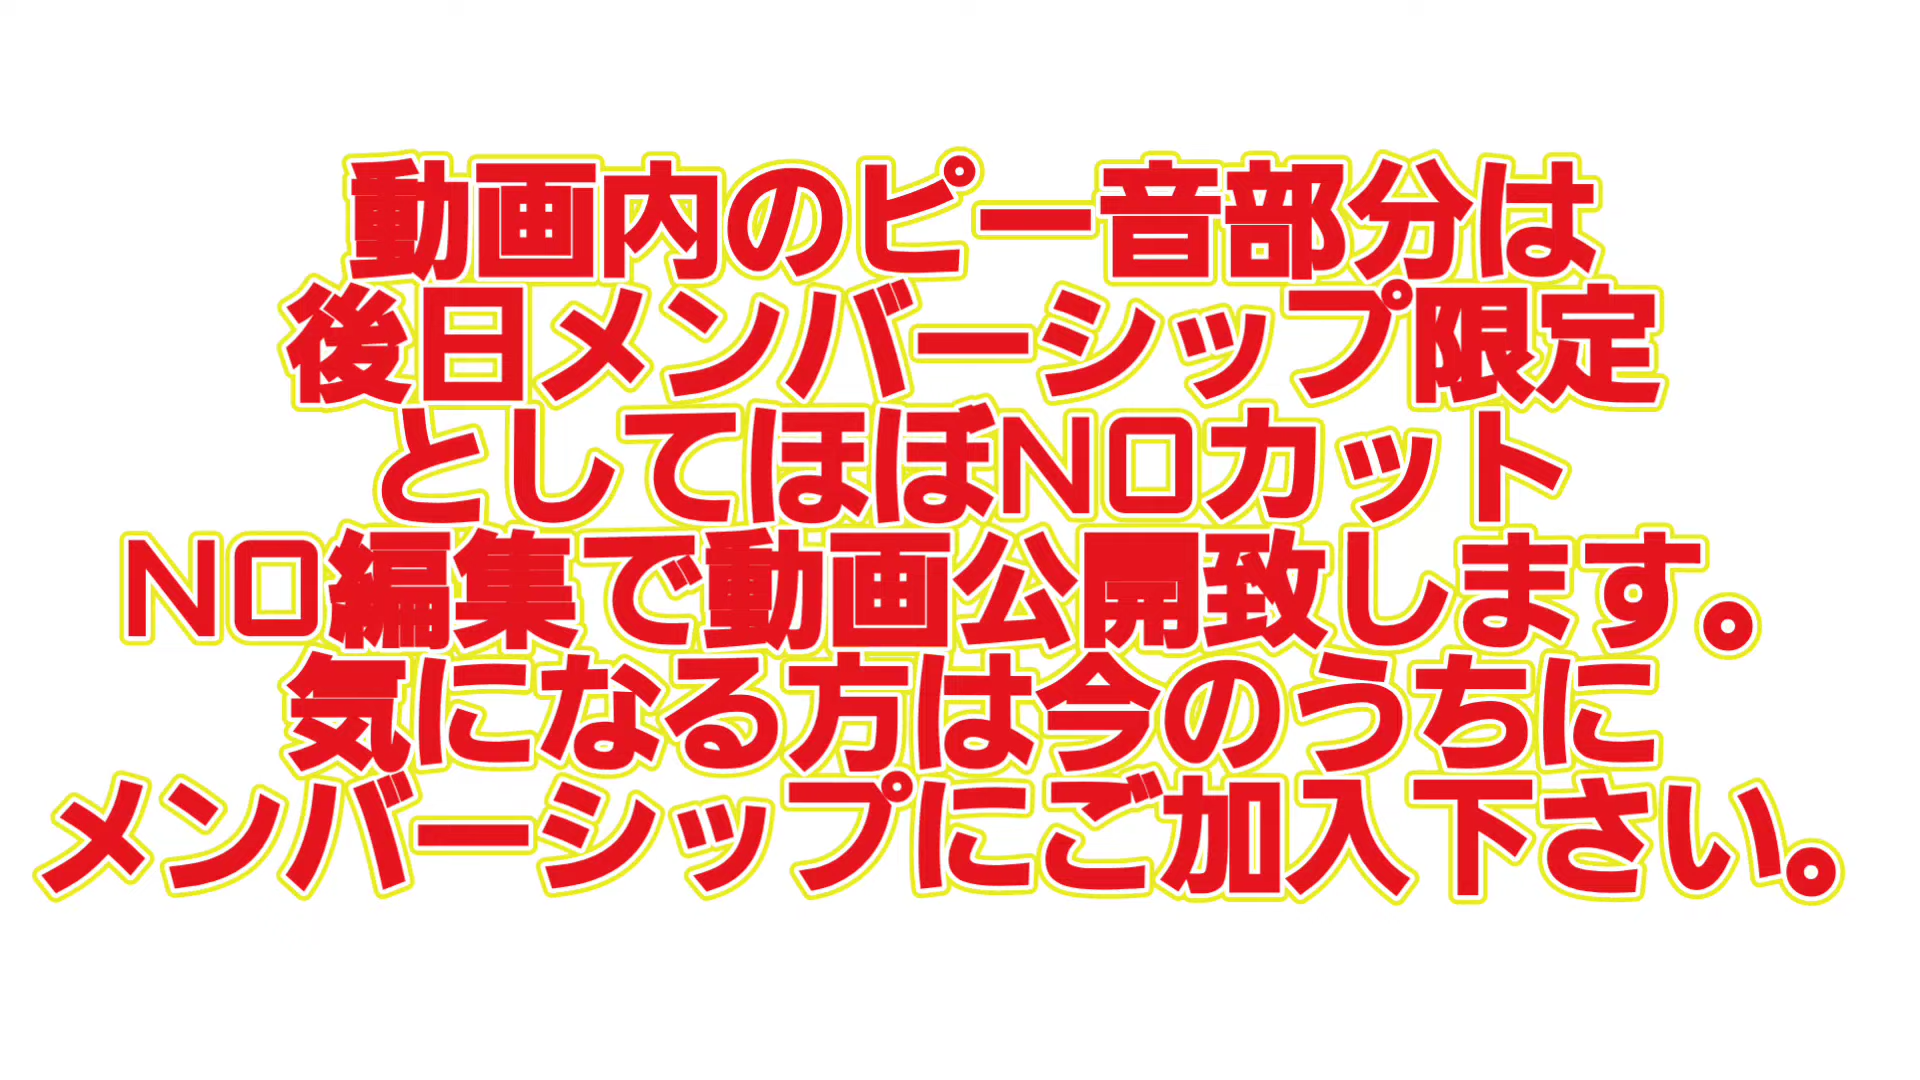 動画内のピー音部分は
後日メンバーシップ限定
としてほぼNOカット
NO編集で動画公開致します。
気になる方は今のうちに
メンバーシップにご加入下さい。